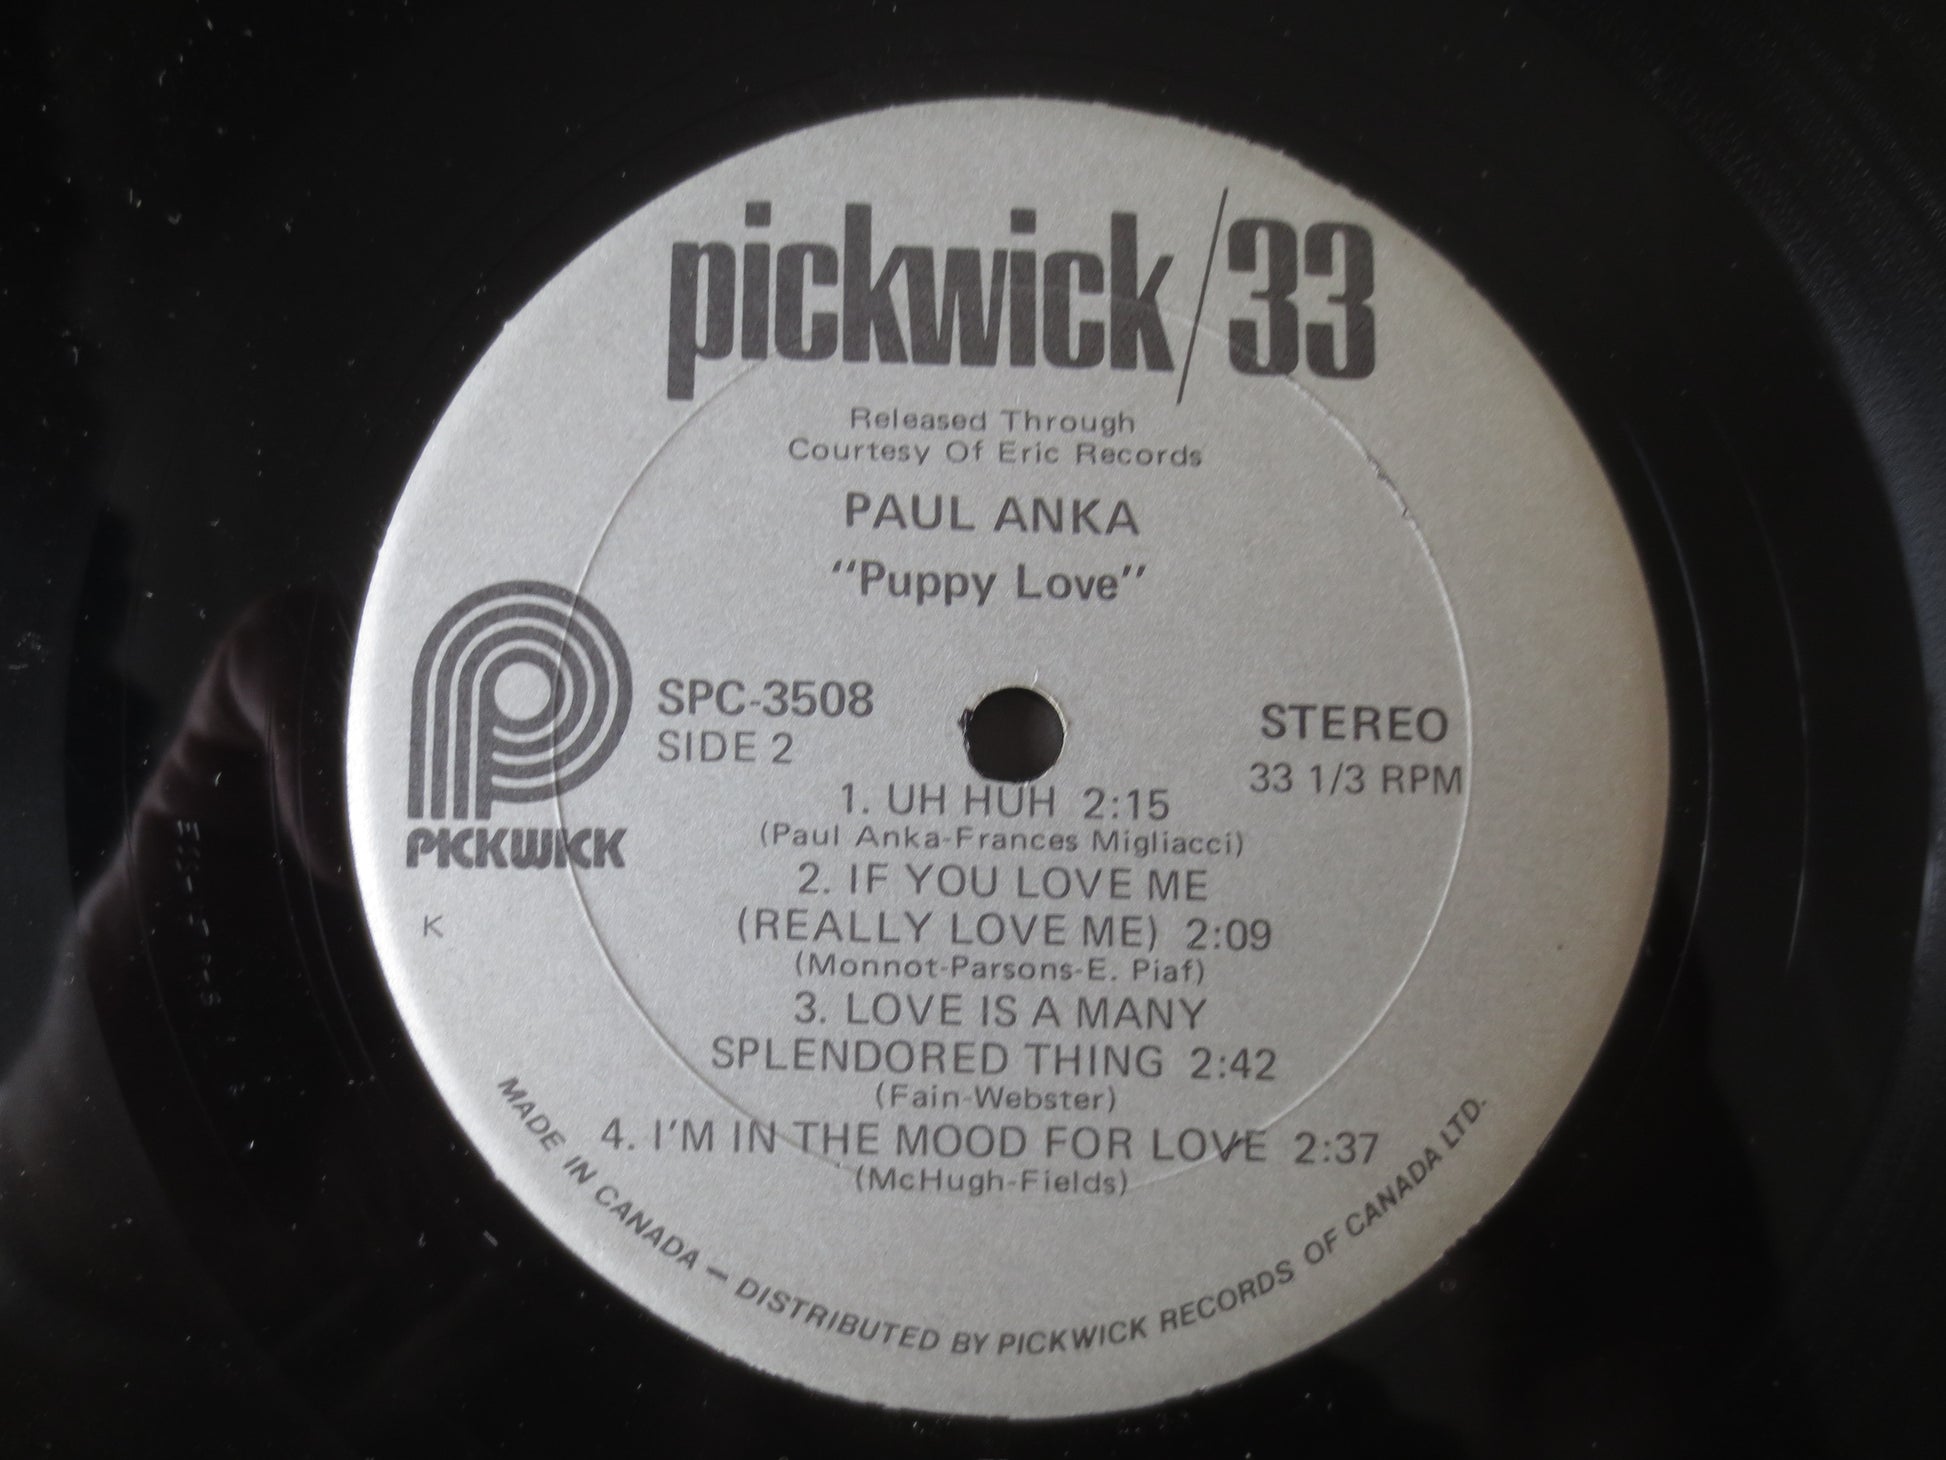 pickwick/33
Released Through
Courtesy Of Eric Records
PAUL ANKA
"Puppy Love"
PICKWICK
K
SPC-3508
SIDE 2
STEREO
33 1/3 RPM
1. UH HUH 2:15
(Paul Anka-Frances Migliacci)
2. IF YOU LOVE ME
(REALLY LOVE ME) 2:09
(Monnot-Parsons-E. Piaf)
3. LOVE IS A MANY
SPLENDORED THING 2:42
(Fain-Webster)
4. I'M IN THE MOOD FOR LOVE 2:37
(McHugh-Fields)
MADE IN CANADA — DISTRIBUTED BY PICKWICK RECORDS OF CANADA LTD.